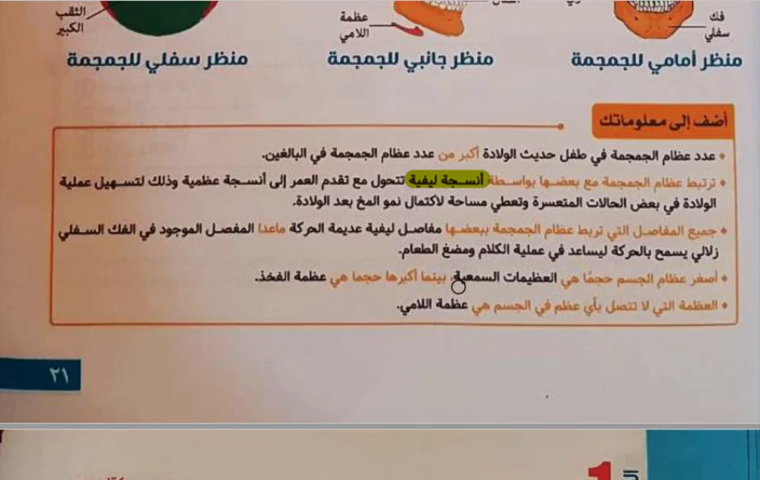 الثقب
الكبير
عظمة
اللامي
فك
سفلي
منظر أمامي للجمجمة
منظر جانبي للجمجمة
منظر سفلي للجمجمة
أضف إلى معلوماتك
• عدد عظام الجمجمة في طفل حديث الولادة أكبر من عدد عظام الجمجمة في البالغين.
• ترتبط عظام الجمجمة مع بعضها بواسطة أنسجة ليفية تتحول مع تقدم العمر إلى أنسجة عظمية وذلك لتسهيل عملية
الولادة في بعض الحالات المتعسرة وتعطي مساحة لاكتمال نمو المخ بعد الولادة.
• جميع المفاصل التي تربط عظام الجمجمة ببعضها مفاصل ليفية عديمة الحركة ماعدا المفصل الموجود في الفك السفلي
زلالي يسمح بالحركة ليساعد في عملية الكلام ومضغ الطعام.
• أصغر عظام الجسم حجمًا هي العظيمات السمعية، بينما أكبرها حجما هي عظمة الفخذ.
• العظمة التي لا تتصل بأي عظم في الجسم هي عظمة اللامي.
٢١
1